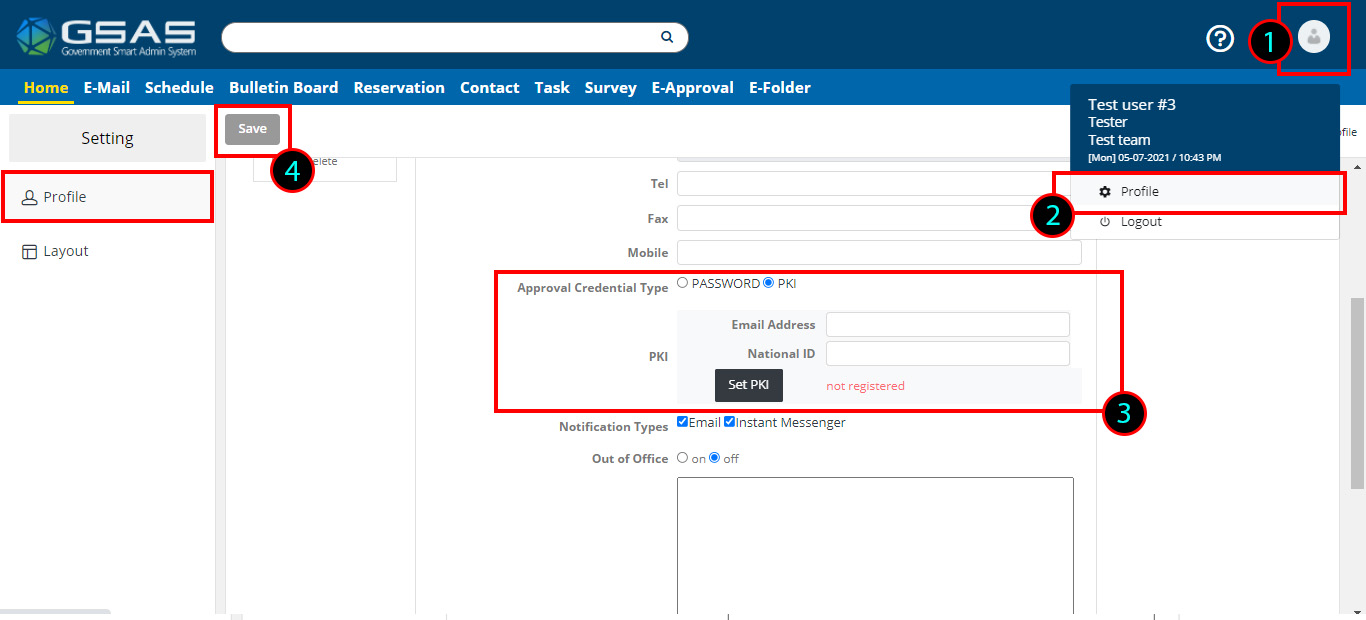 GSAS
Government Smart Admin System
?
1
Home E-Mail Schedule Bulletin Board Reservation Contact Task Survey E-Approval E-Folder
Test user #3
Tester
Test team
[Mon] 05-07-2021 / 10:43 PM
Setting
Save
4
Profile
Layout
Profile
2
Logout
Tel
Fax
Mobile
Approval Credential Type PASSWORD PKI
PKI
Email Address
National ID
Set PKI not registered
3
Notification Types Email Instant Messenger
Out of Office on off